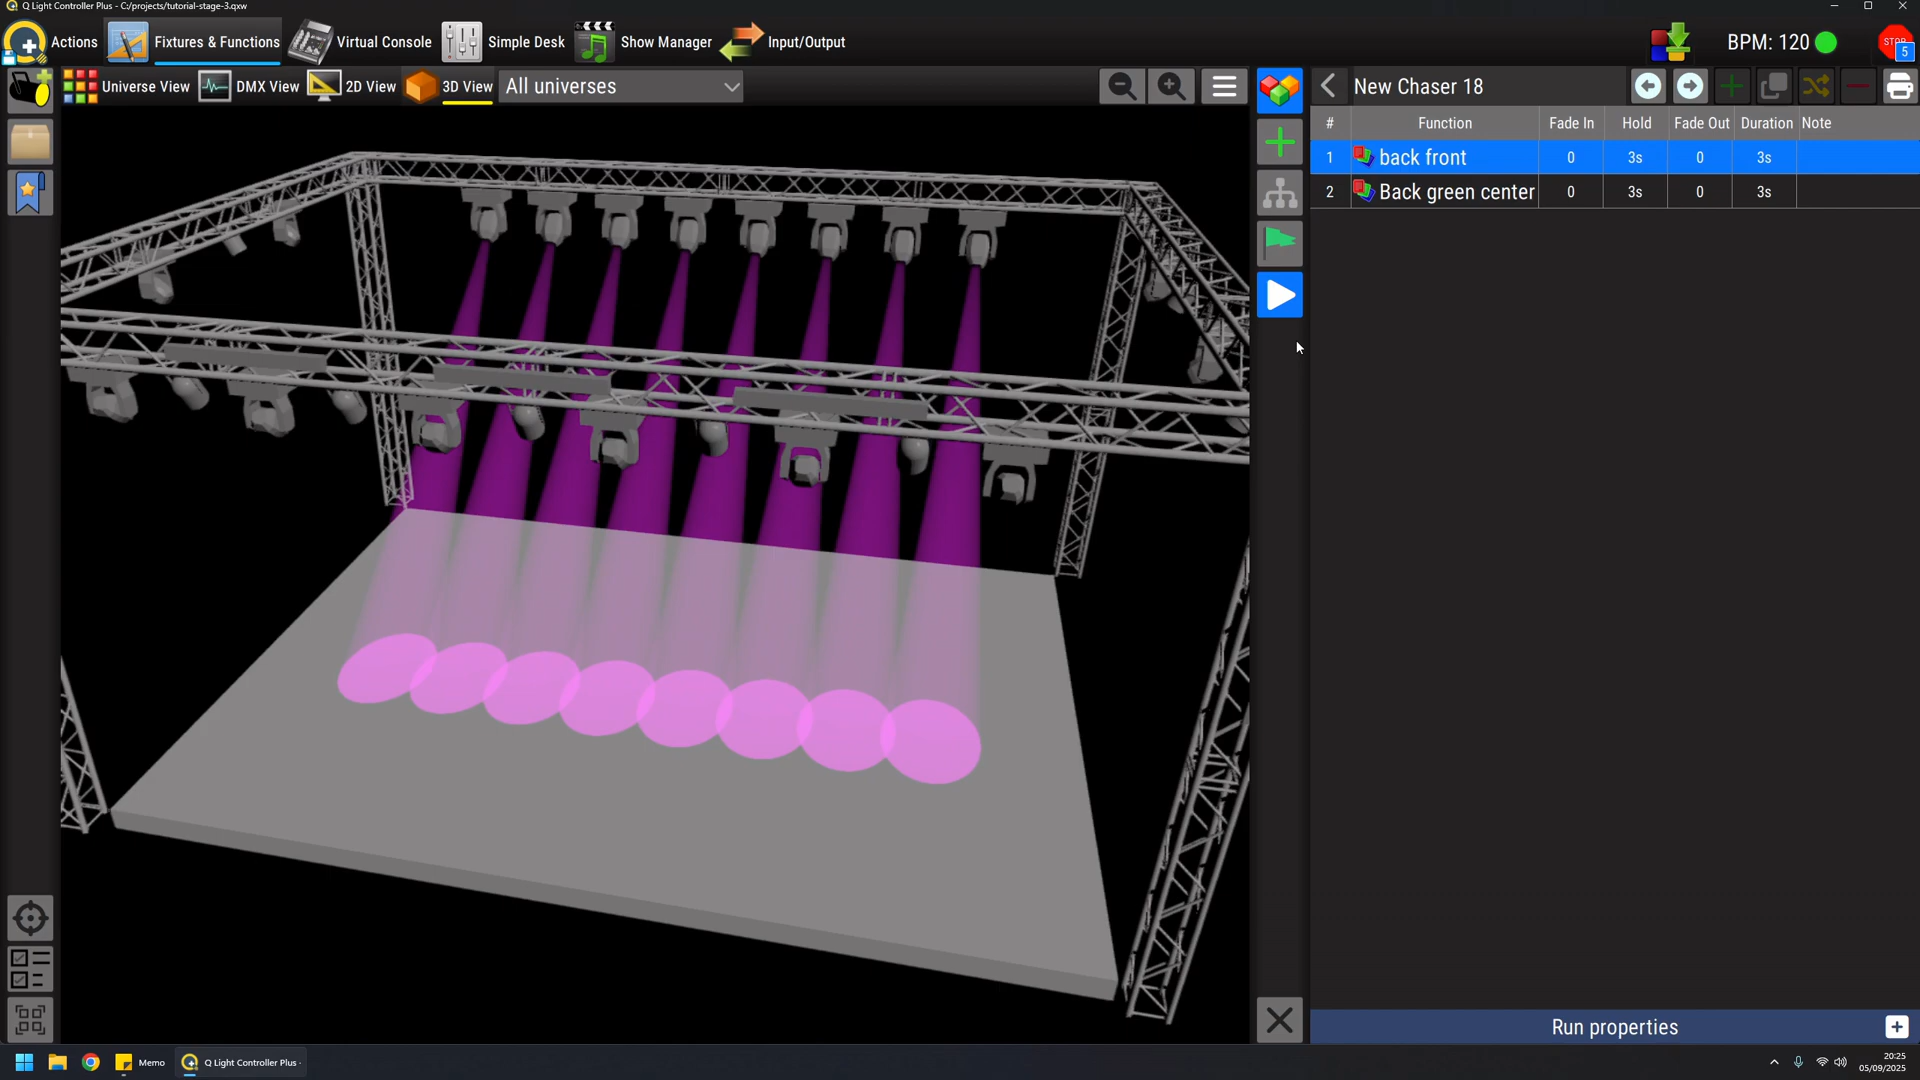 Q Light Controller Plus - C:/projects/tutorial-stage-3.qxw
Actions Fixtures & Functions Virtual Console Simple Desk Show Manager Input/Output BPM: 120 STOP 5
Universe View DMX View 2D View 3D View All universes New Chaser 18
# Function Fade In Hold Fade Out Duration Note
1 back front 0 3s 0 3s
2 Back green center 0 3s 0 3s
Run properties
Memo Q Light Controller Plus - 20:25
05/09/2025